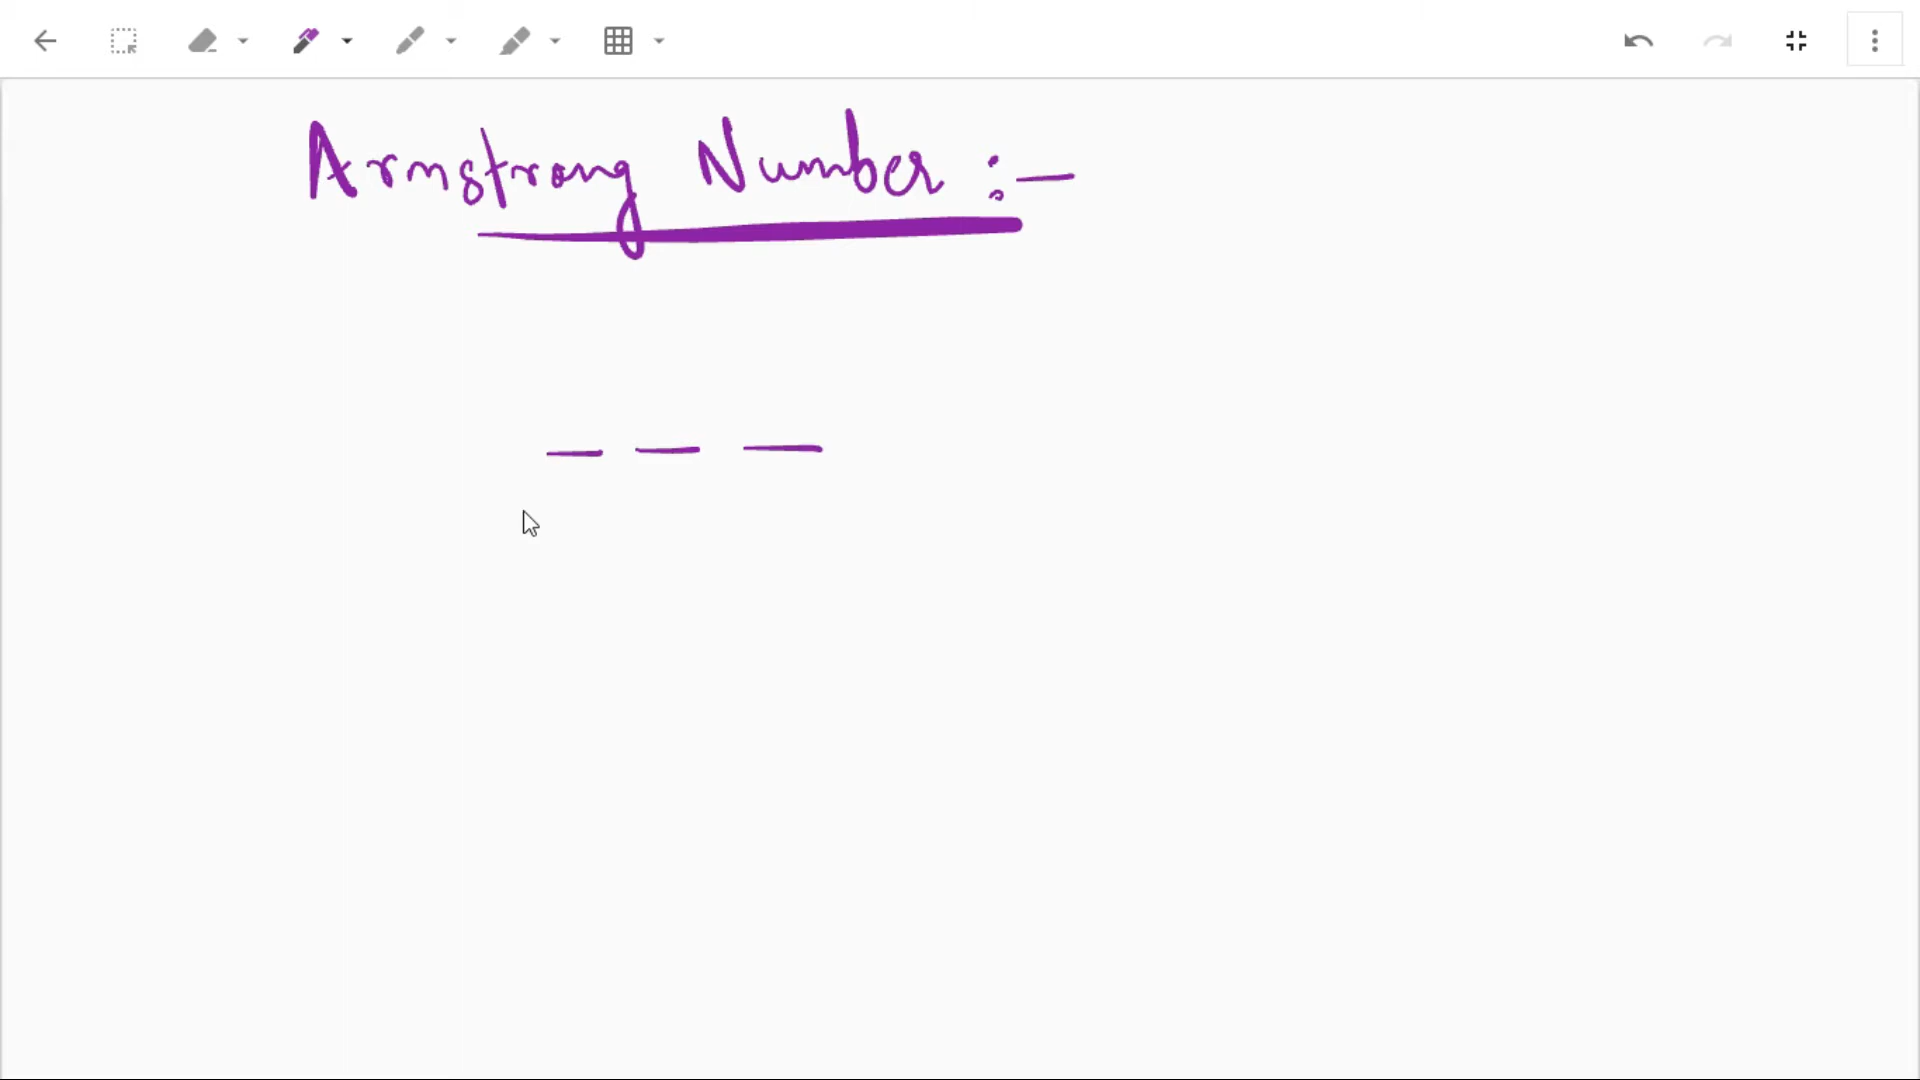 Armstrong Number :-
_ _ _